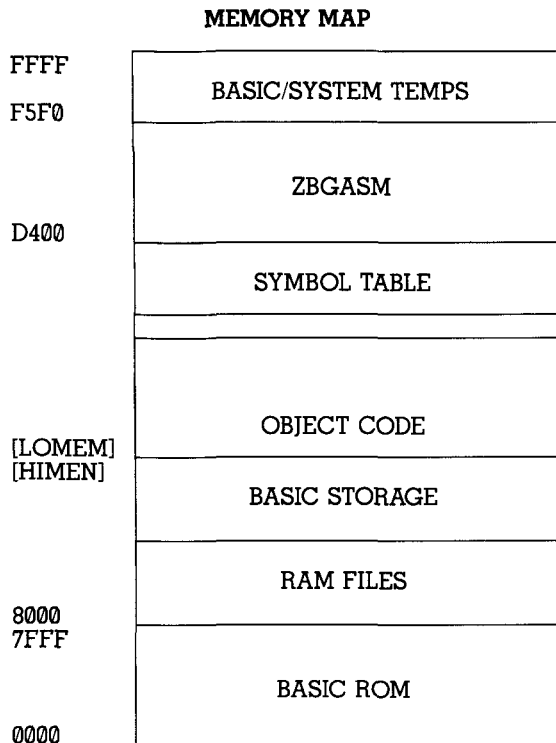 MEMORY MAP
FFFF
BASIC/SYSTEM TEMPS
F5F0
ZBGASM
D400
SYMBOL TABLE
OBJECT CODE
[LOMEM]
[HIMEN]
BASIC STORAGE
RAM FILES
8000
7FFF
BASIC ROM
0000